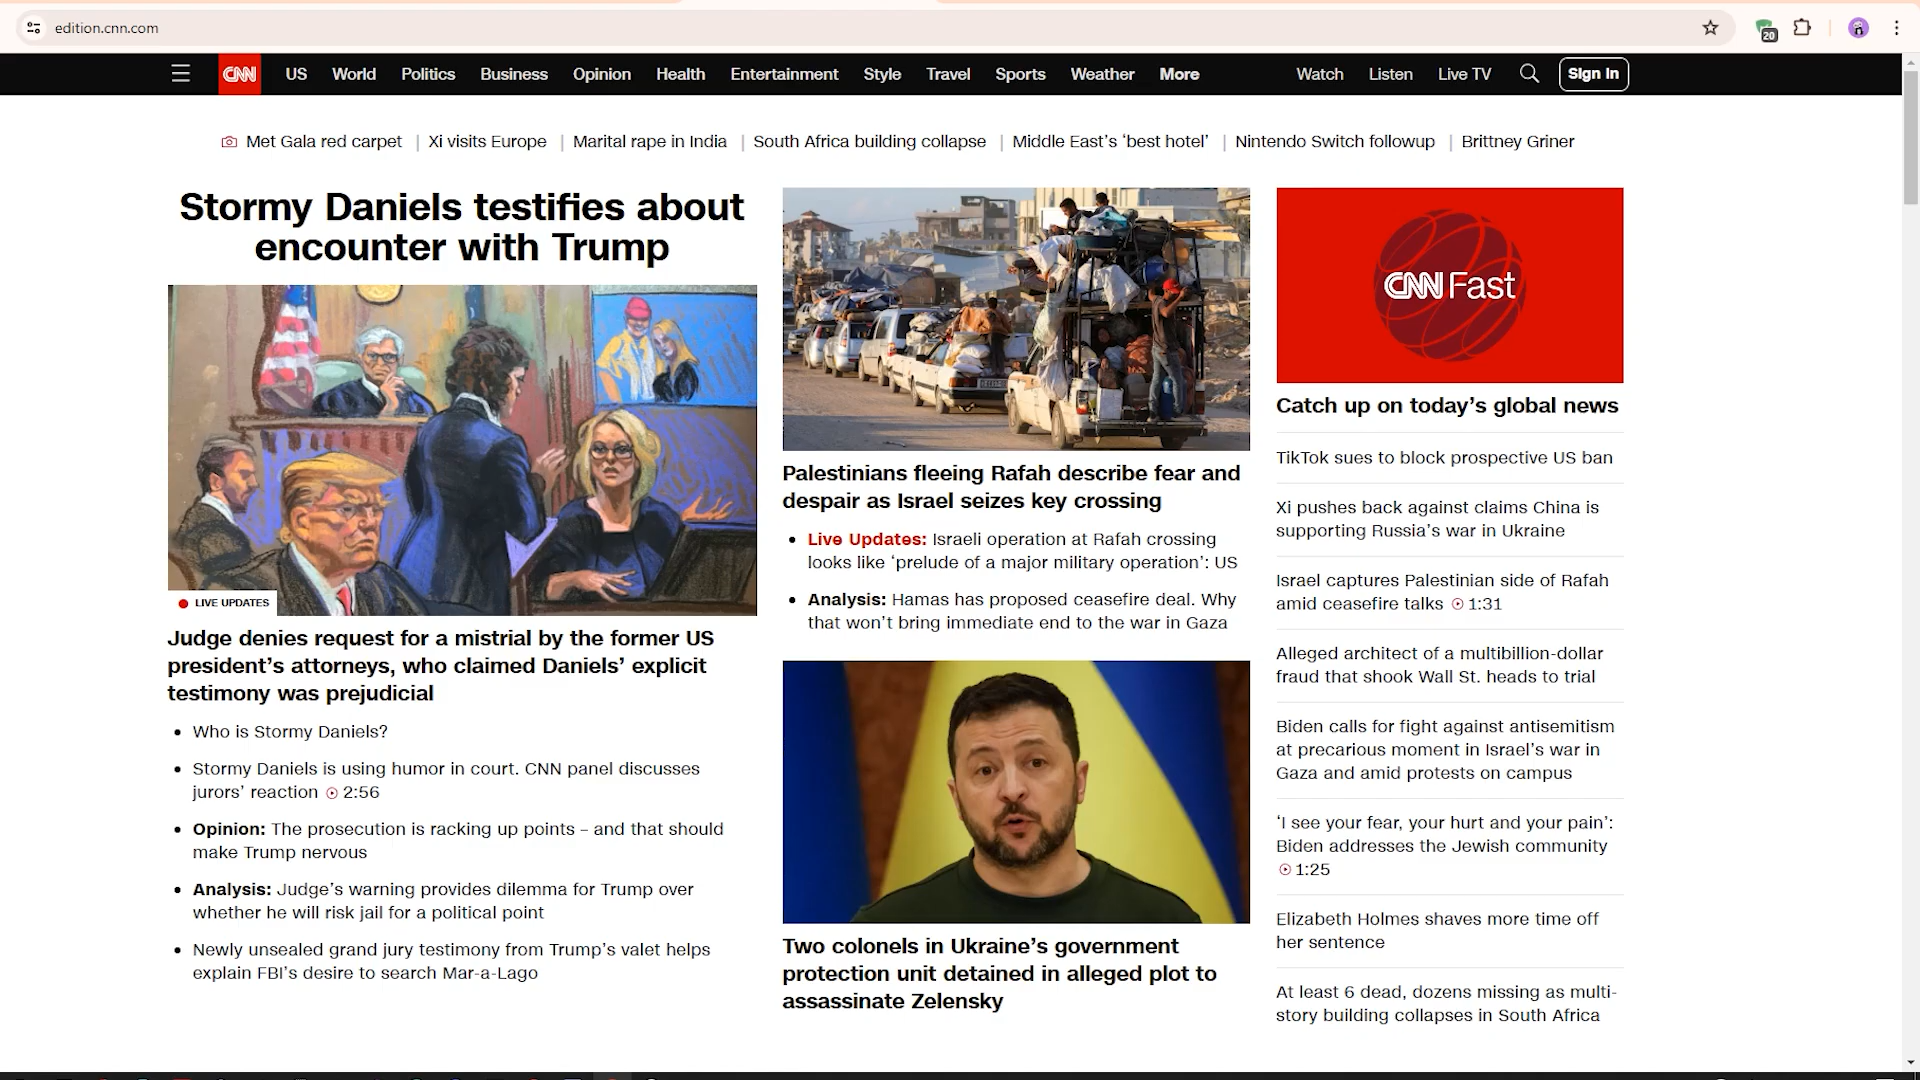 edition.cnn.com
20
CNN
US
World
Politics
Business
Opinion
Health
Entertainment
Style
Travel
Sports
Weather
More
Watch
Listen
Live TV
Sign in
Met Gala red carpet
Xi visits Europe
Marital rape in India
South Africa building collapse
Middle East’s ‘best hotel’
Nintendo Switch followup
Brittney Griner
Stormy Daniels testifies about
encounter with Trump
LIVE UPDATES
Judge denies request for a mistrial by the former US
president’s attorneys, who claimed Daniels’ explicit
testimony was prejudicial
Who is Stormy Daniels?
Stormy Daniels is using humor in court. CNN panel discusses
jurors’ reaction 2:56
Opinion: The prosecution is racking up points – and that should
make Trump nervous
Analysis: Judge’s warning provides dilemma for Trump over
whether he will risk jail for a political point
Newly unsealed grand jury testimony from Trump’s valet helps
explain FBI’s desire to search Mar-a-Lago
Palestinians fleeing Rafah describe fear and
despair as Israel seizes key crossing
Live Updates: Israeli operation at Rafah crossing
looks like ‘prelude of a major military operation’: US
Analysis: Hamas has proposed ceasefire deal. Why
that won’t bring immediate end to the war in Gaza
Two colonels in Ukraine’s government
protection unit detained in alleged plot to
assassinate Zelensky
CNN Fast
Catch up on today’s global news
TikTok sues to block prospective US ban
Xi pushes back against claims China is
supporting Russia’s war in Ukraine
Israel captures Palestinian side of Rafah
amid ceasefire talks 1:31
Alleged architect of a multibillion-dollar
fraud that shook Wall St. heads to trial
Biden calls for fight against antisemitism
at precarious moment in Israel’s war in
Gaza and amid protests on campus
‘I see your fear, your hurt and your pain’:
Biden addresses the Jewish community
1:25
Elizabeth Holmes shaves more time off
her sentence
At least 6 dead, dozens missing as multi-
story building collapses in South Africa